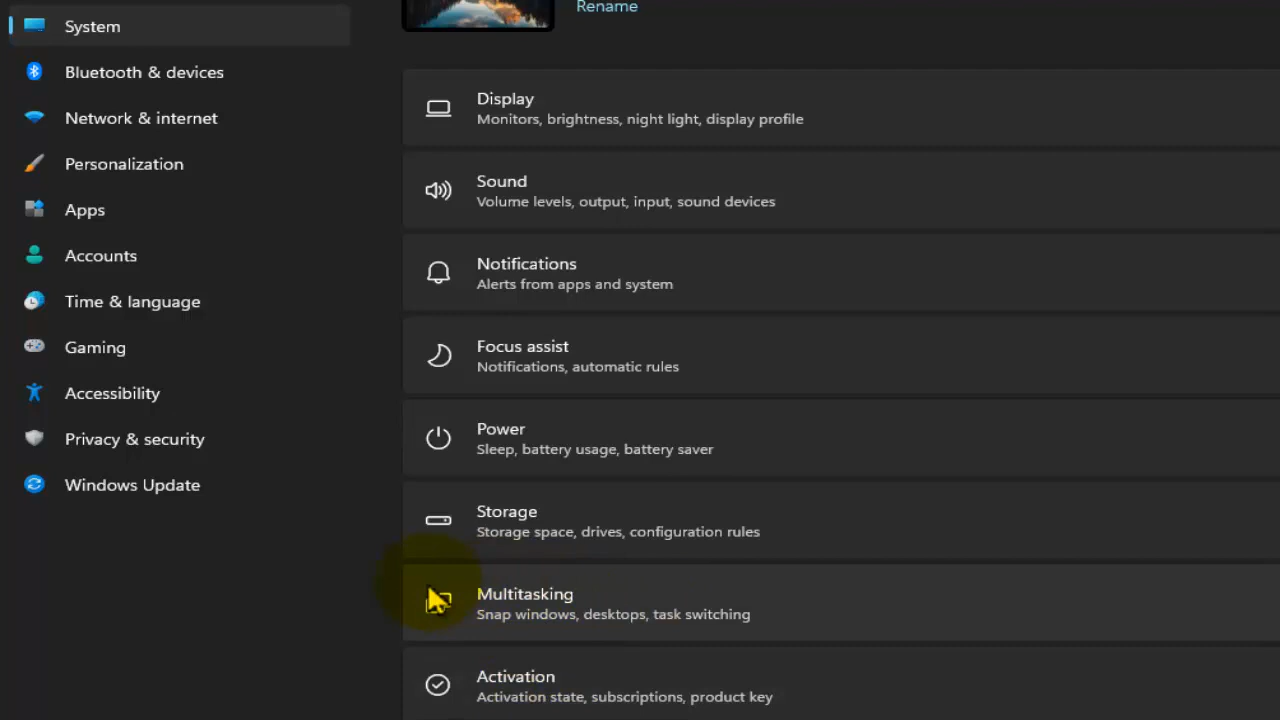 System
Bluetooth & devices
Network & internet
Personalization
Apps
Accounts
Time & language
Gaming
Accessibility
Privacy & security
Windows Update
Rename
Display
Monitors, brightness, night light, display profile
Sound
Volume levels, output, input, sound devices
Notifications
Alerts from apps and system
Focus assist
Notifications, automatic rules
Power
Sleep, battery usage, battery saver
Storage
Storage space, drives, configuration rules
Multitasking
Snap windows, desktops, task switching
Activation
Activation state, subscriptions, product key